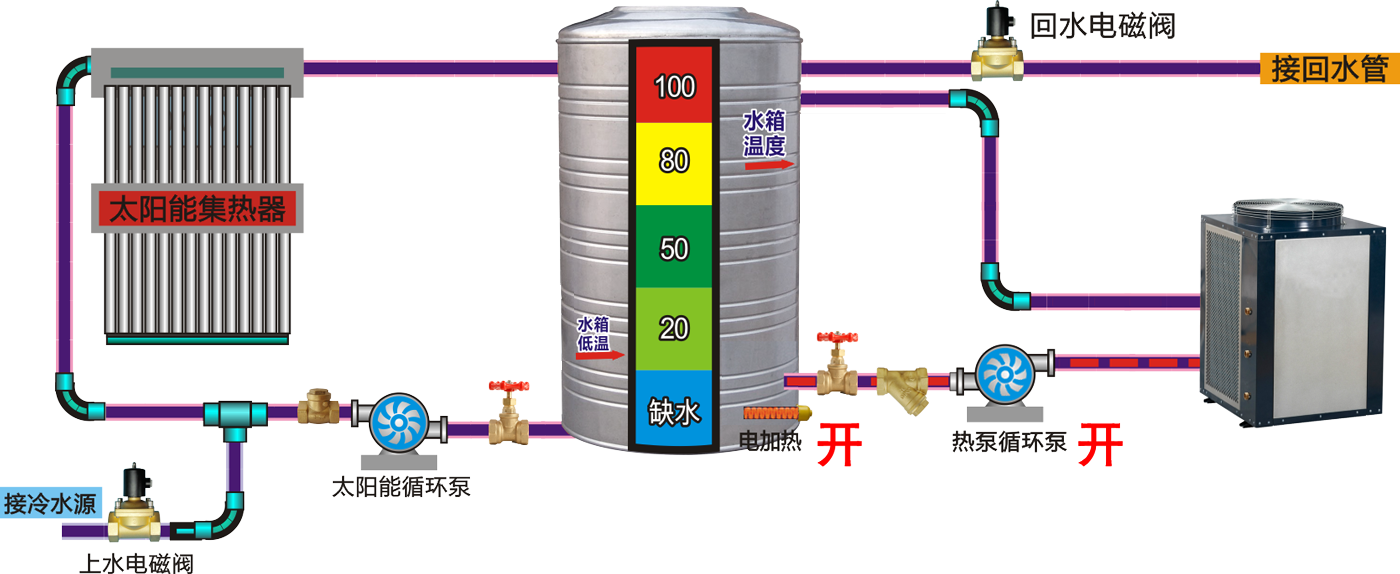 回水电磁阀
接回水管
100
水箱
温度
80
太阳能集热器
50
水箱
低温
20
缺水
电加热
开
热泵循环泵
开
太阳能循环泵
接冷水源
上水电磁阀